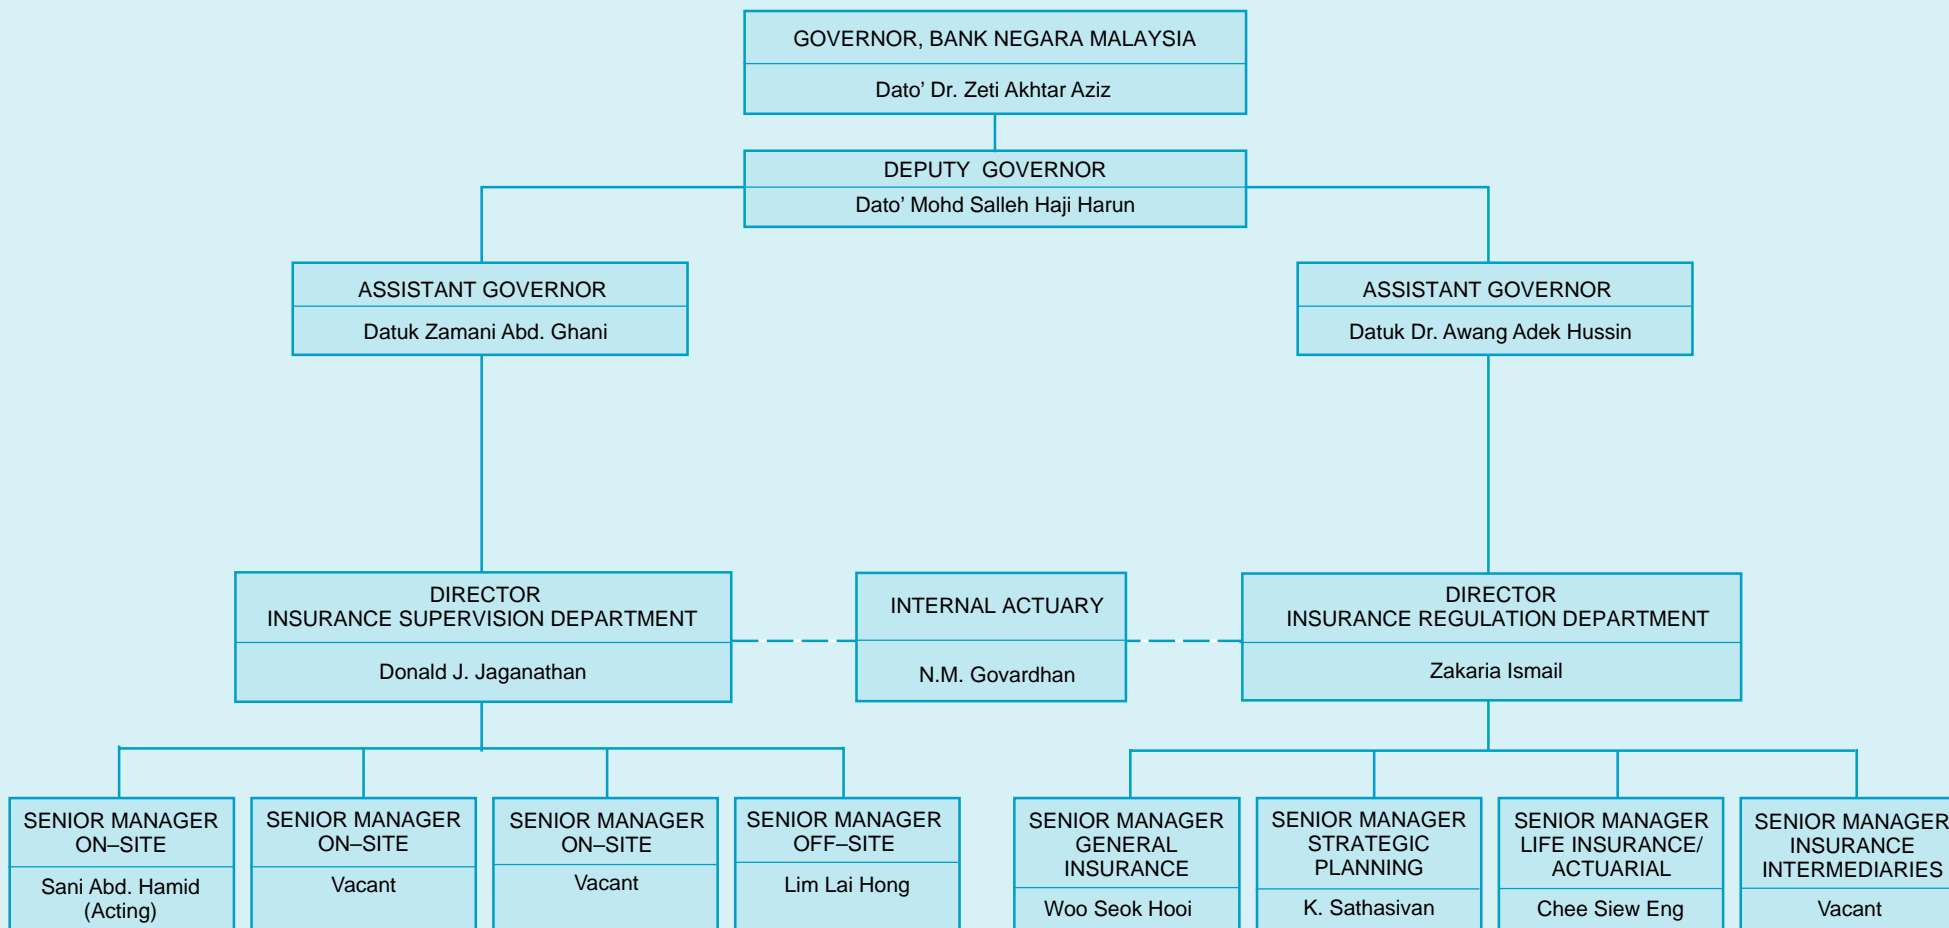 GOVERNOR, BANK NEGARA MALAYSIA
Dato’ Dr. Zeti Akhtar Aziz
DEPUTY GOVERNOR
Dato’ Mohd Salleh Haji Harun
ASSISTANT GOVERNOR
Datuk Zamani Abd. Ghani
ASSISTANT GOVERNOR
Datuk Dr. Awang Adek Hussin
DIRECTOR
INSURANCE SUPERVISION DEPARTMENT
Donald J. Jaganathan
INTERNAL ACTUARY
N.M. Govardhan
DIRECTOR
INSURANCE REGULATION DEPARTMENT
Zakaria Ismail
SENIOR MANAGER
ON–SITE
Sani Abd. Hamid
(Acting)
SENIOR MANAGER
ON–SITE
Vacant
SENIOR MANAGER
ON–SITE
Vacant
SENIOR MANAGER
OFF–SITE
Lim Lai Hong
SENIOR MANAGER
GENERAL
INSURANCE
Woo Seok Hooi
SENIOR MANAGER
STRATEGIC
PLANNING
K. Sathasivan
SENIOR MANAGER
LIFE INSURANCE/
ACTUARIAL
Chee Siew Eng
SENIOR MANAGER
INSURANCE
INTERMEDIARIES
Vacant